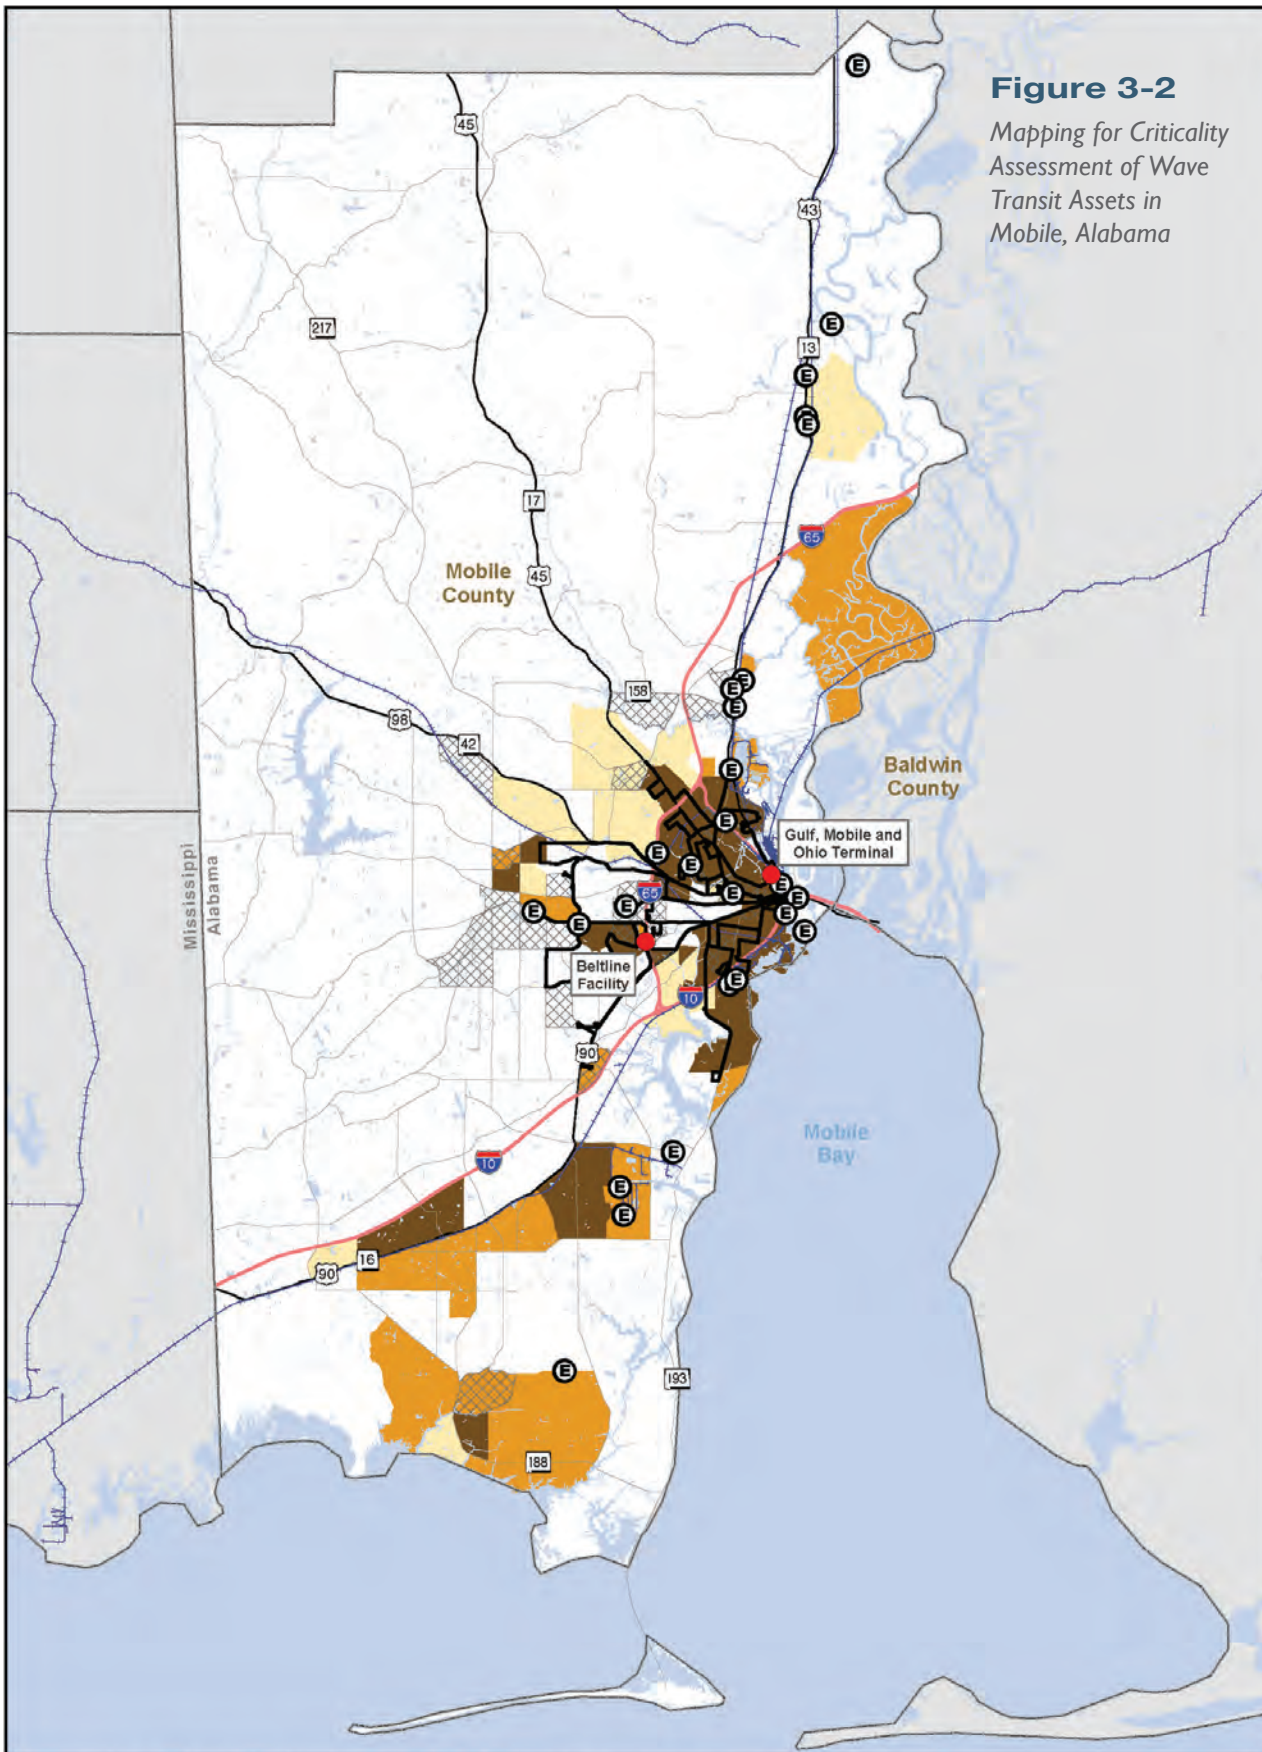 Figure 3-2
Mapping for Criticality
Assessment of Wave
Transit Assets in
Mobile, Alabama
E
45
43
217
E
13
E
E
E
17
65
Mobile
County
45
E
158
E
E
98
42
Baldwin
County
E
E
Gulf, Mobile and
Ohio Terminal
E
E
Mississippi
Alabama
65
E
E
E
E
E
E
E
E
Beltline
Facility
E
E
E
10
90
Mobile
Bay
E
10
E
E
16
90
E
193
188